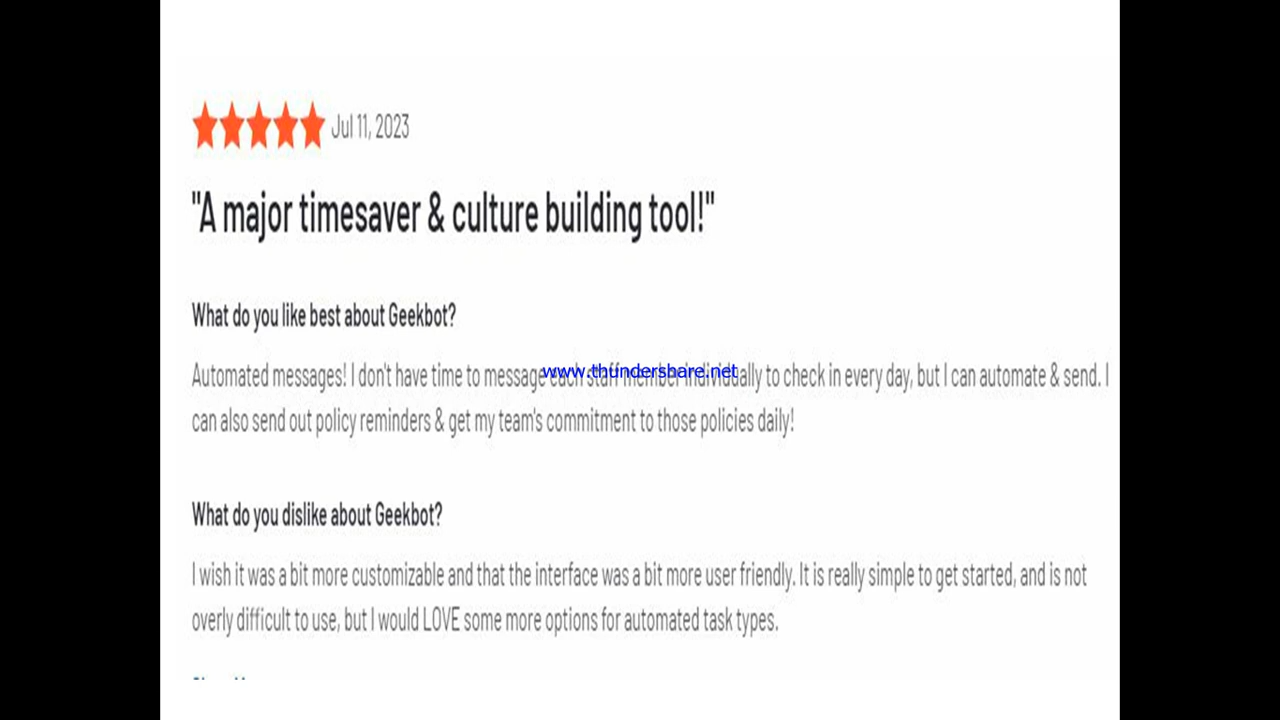 Jul 11, 2023
"A major timesaver & culture building tool!"
What do you like best about Geekbot?
Automated messages! I don't have time to message each staff member individually to check in every day, but I can automate & send. I
www.thundershare.net
can also send out policy reminders & get my team's commitment to those policies daily!
What do you dislike about Geekbot?
I wish it was a bit more customizable and that the interface was a bit more user friendly. It is really simple to get started, and is not
overly difficult to use, but I would LOVE some more options for automated task types.